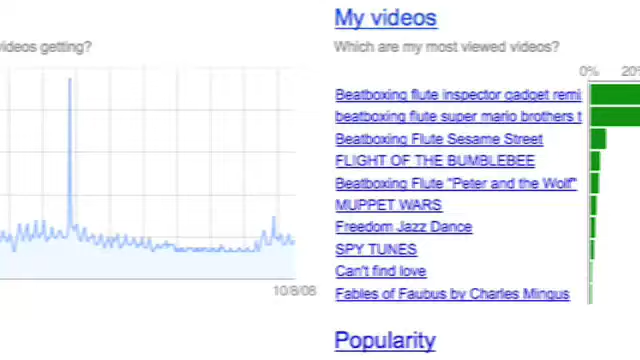 videos getting?
10/8/08
My videos
Which are my most viewed videos?
0% 20%
Beatboxing flute inspector gadget remi
beatboxing flute super mario brothers t
Beatboxing Flute Sesame Street
FLIGHT OF THE BUMBLEBEE
Beatboxing Flute "Peter and the Wolf"
MUPPET WARS
Freedom Jazz Dance
SPY TUNES
Can't find love
Fables of Faubus by Charles Mingus
Popularity